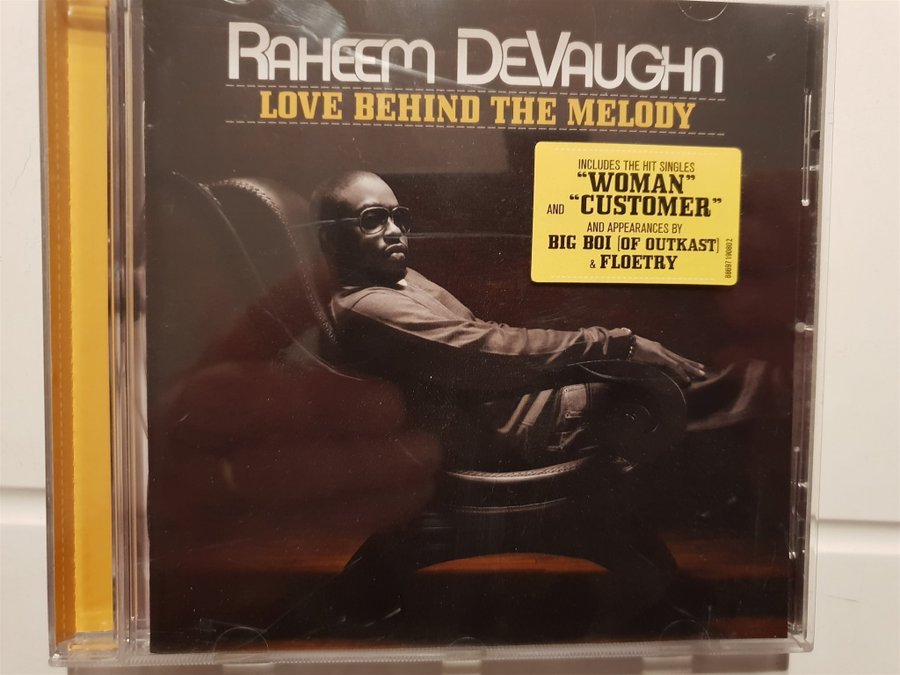 RAHEEM DEVAUGHN
LOVE BEHIND THE MELODY
INCLUDES THE HIT SINGLES
“WOMAN”
AND “CUSTOMER”
AND APPEARANCES BY
BIG BOI [OF OUTKAST]
& FLOETRY